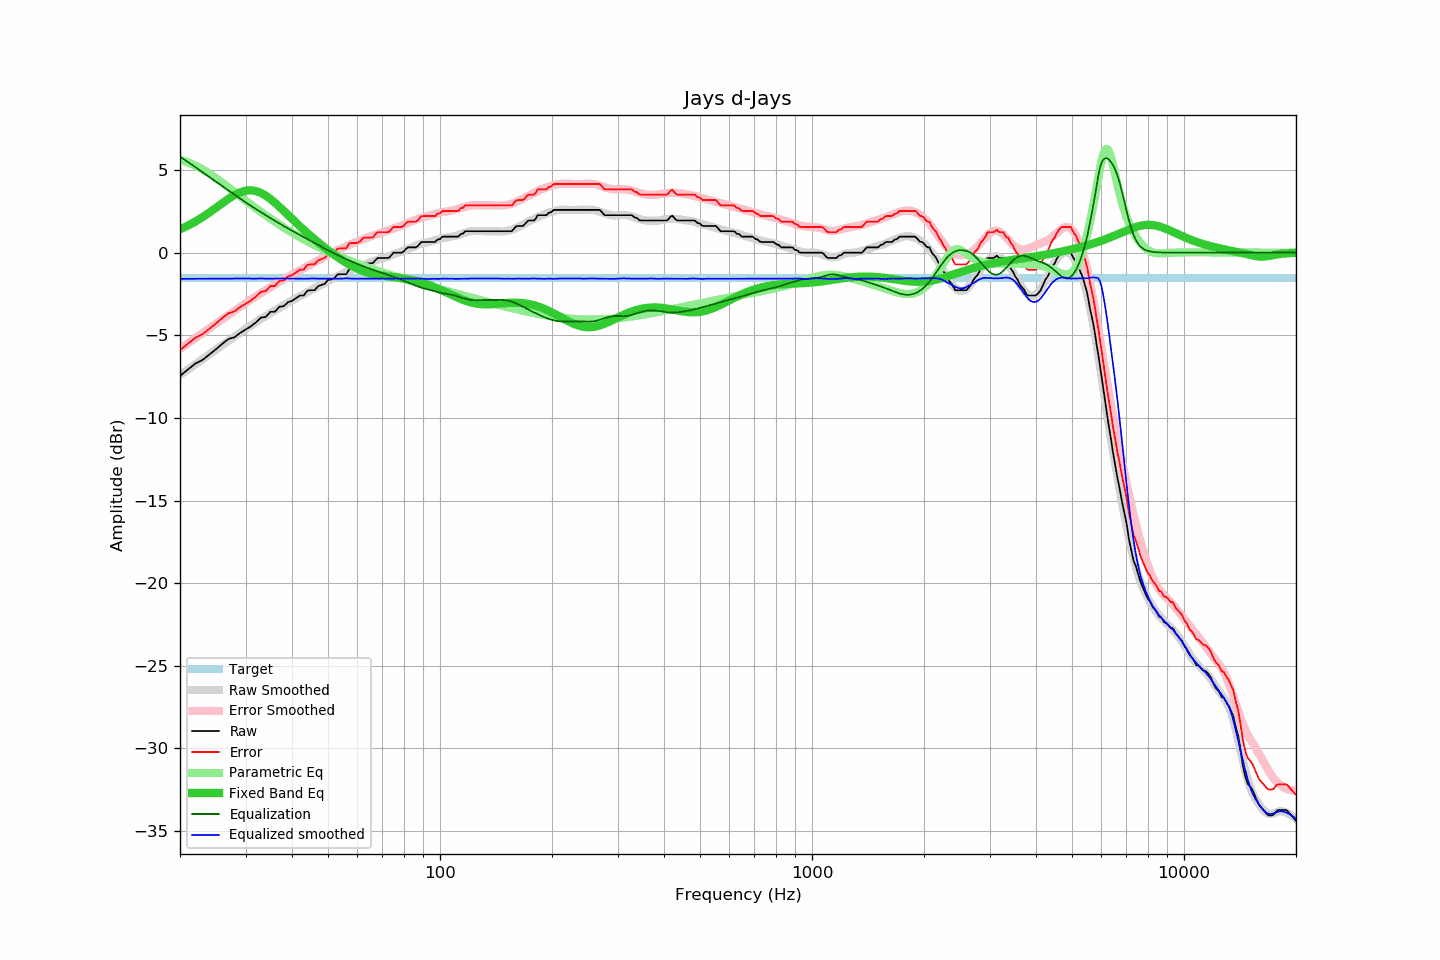 Jays d-Jays
Amplitude (dBr)
5
0
−5
−10
−15
−20
−25
−30
−35
Target
Raw Smoothed
Error Smoothed
Raw
Error
Parametric Eq
Fixed Band Eq
Equalization
Equalized smoothed
100
1000
10000
Frequency (Hz)